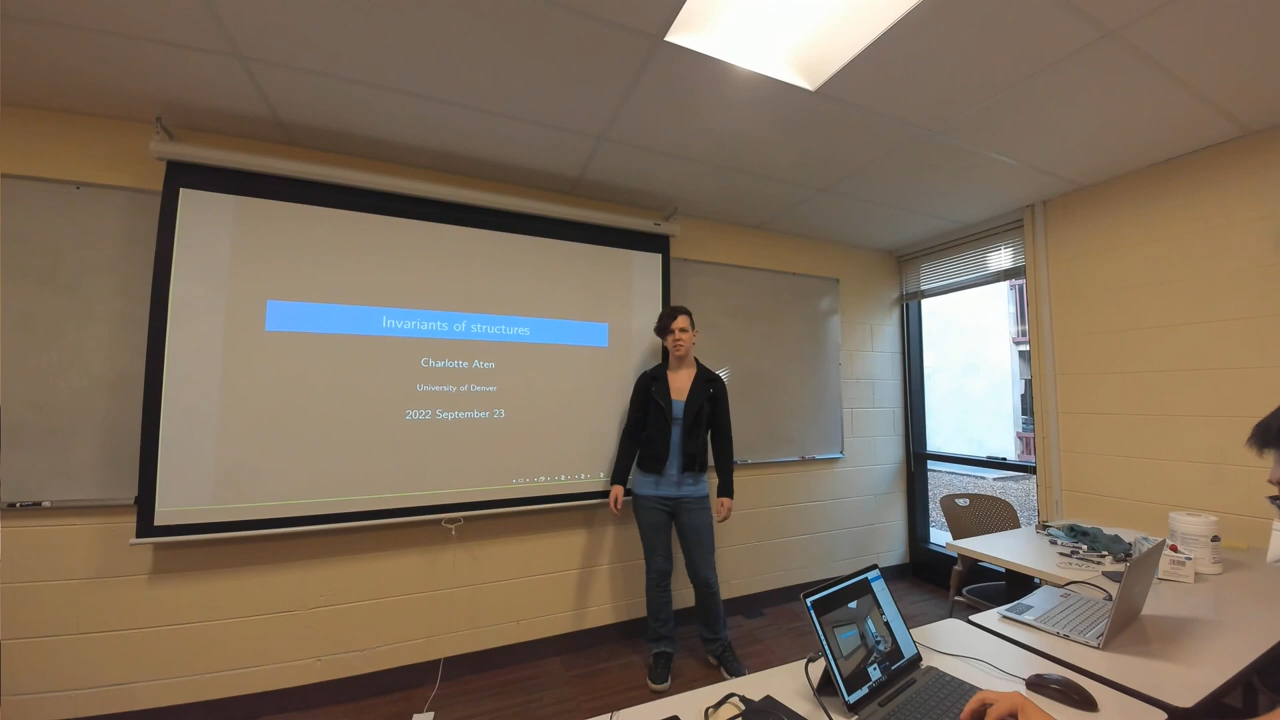 Invariants of structures
Charlotte Aten
University of Denver
2022 September 23